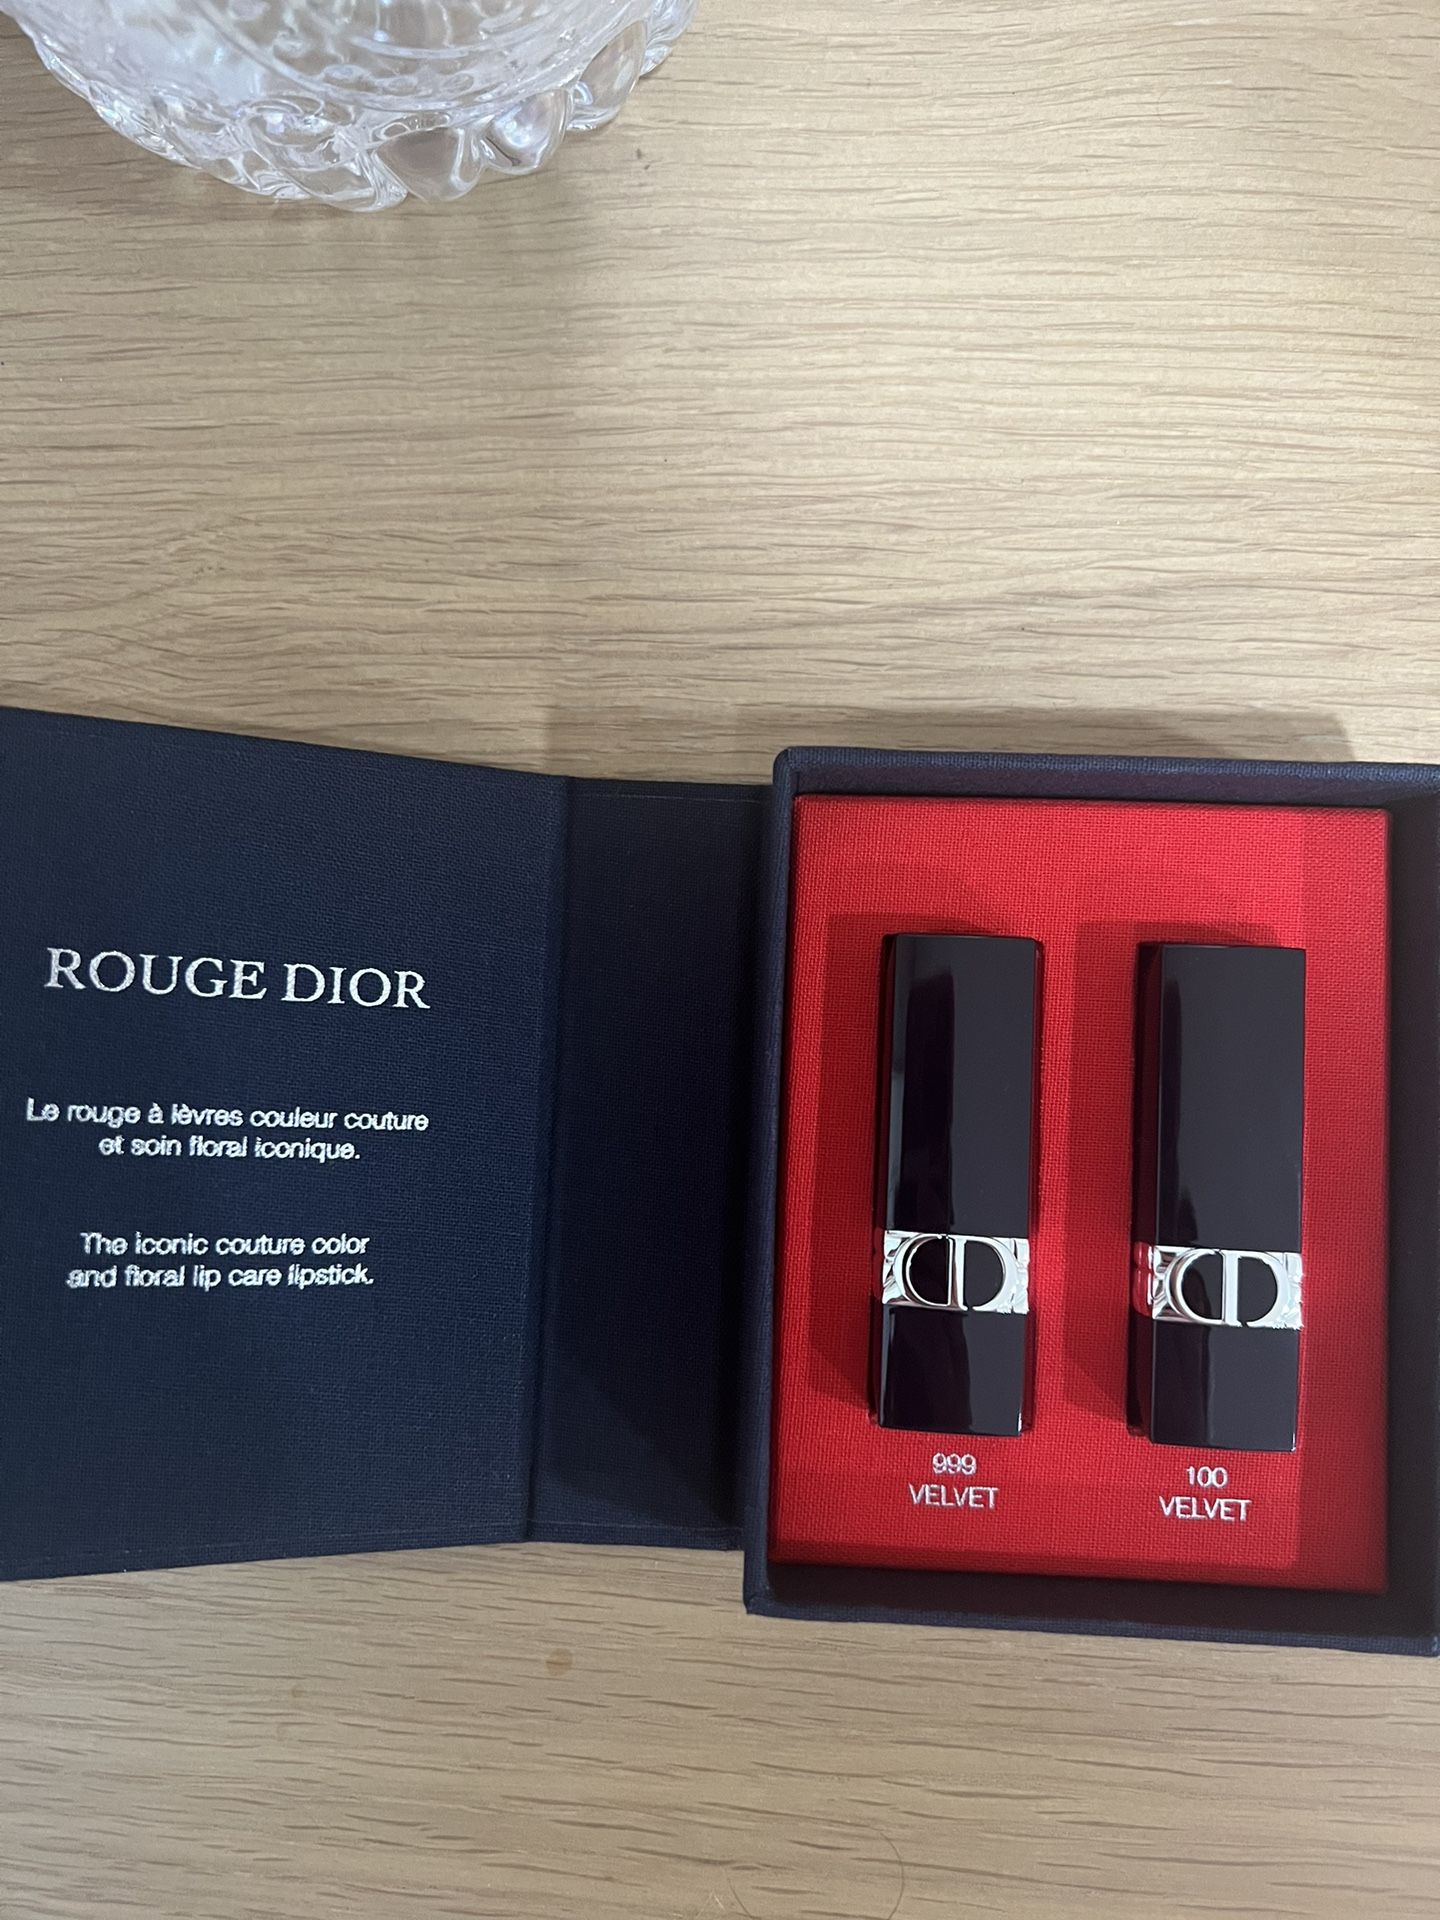 ROUGE DIOR
Le rouge à lèvres couleur couture
et soin floral iconique.
The iconic couture color
and floral lip care lipstick.
999
VELVET
100
VELVET